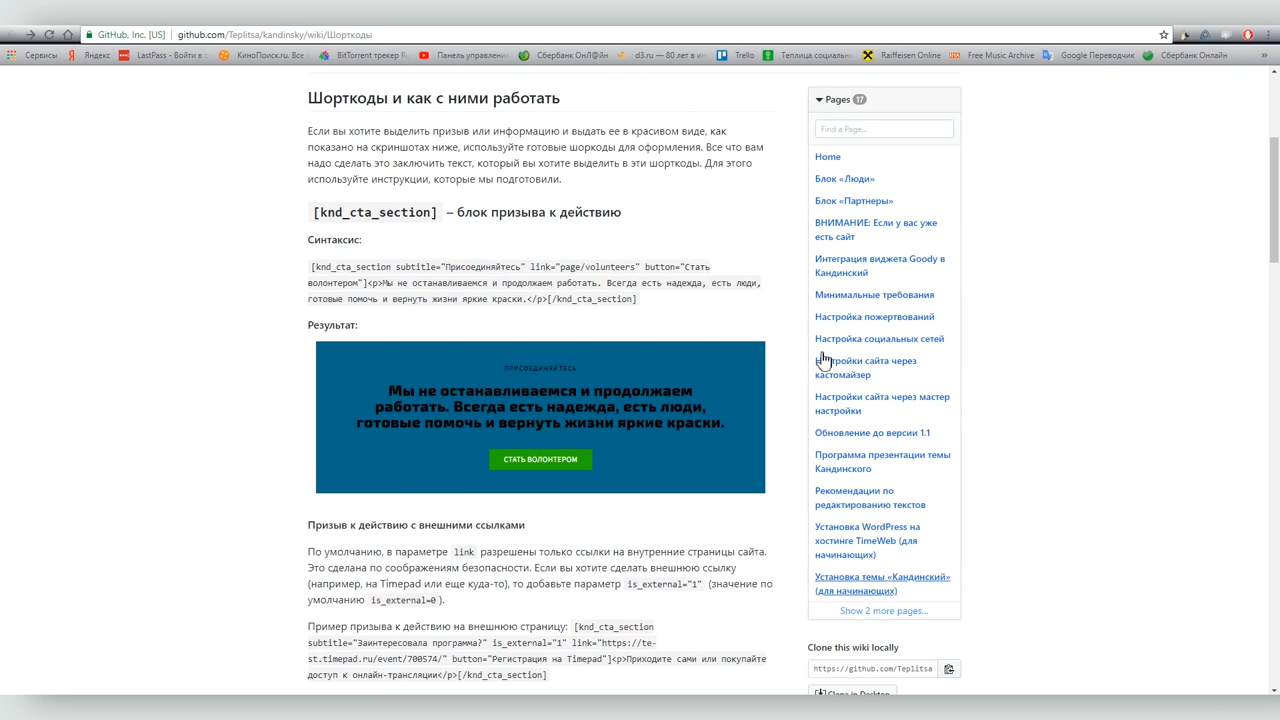 GitHub, Inc. [US]
github.com/Teplitsa/kandinsky/wiki/Шорткоды
Сервисы
Яндекс
LastPass - Войти в с
КиноПоиск.ru. Все
BitTorrent трекер R
Панель управления
Сбербанк ОнЛ@йн
d3.ru — 80 лет в и
Trello
Теплица социальн
Raiffeisen Online
Free Music Archive
Google Переводчик
Сбербанк Онлайн
Шорткоды и как с ними работать
Если вы хотите выделить призыв или информацию и выдать ее в красивом виде, как
показано на скриншотах ниже, используйте готовые шорткоды для оформления. Все что вам
надо сделать это заключить текст, который вы хотите выделить в эти шорткоды. Для этого
используйте инструкции, которые мы подготовили.
[knd_cta_section] – блок призыва к действию
Синтаксис:
[knd_cta_section subtitle="Присоединяйтесь" link="page/volunteers" button="Стать
волонтером"]<p>Мы не останавливаемся и продолжаем работать. Всегда есть надежда, есть люди,
готовые помочь и вернуть жизни яркие краски.</p>[/knd_cta_section]
Результат:
ПРИСОЕДИНЯЙТЕСЬ
Мы не останавливаемся и продолжаем
работать. Всегда есть надежда, есть люди,
готовые помочь и вернуть жизни яркие краски.
СТАТЬ ВОЛОНТЕРОМ
Призыв к действию с внешними ссылками
По умолчанию, в параметре link разрешены только ссылки на внутренние страницы сайта.
Это сделана по соображениям безопасности. Если вы хотите сделать внешнюю ссылку
(например, на Timepad или еще куда-то), то добавьте параметр is_external="1" (значение по
умолчанию is_external=0 ).
Пример призыва к действию на внешнюю страницу: [knd_cta_section
subtitle="Заинтересовала программа?" is_external="1" link="https://te-
st.timepad.ru/event/700574/" button="Регистрация на Timepad"]<p>Приходите сами или покупайте
доступ к онлайн-трансляции</p>[/knd_cta_section]
Pages 17
Find a Page...
Home
Блок «Люди»
Блок «Партнеры»
ВНИМАНИЕ: Если у вас уже
есть сайт
Интеграция виджета Goody в
Кандинский
Минимальные требования
Настройка пожертвований
Настройка социальных сетей
Настройки сайта через
кастомайзер
Настройки сайта через мастер
настройки
Обновление до версии 1.1
Программа презентации темы
Кандинского
Рекомендации по
редактированию текстов
Установка WordPress на
хостинге TimeWeb (для
начинающих)
Установка темы «Кандинский»
(для начинающих)
Show 2 more pages...
Clone this wiki locally
https://github.com/Teplitsa
Clone in Desktop